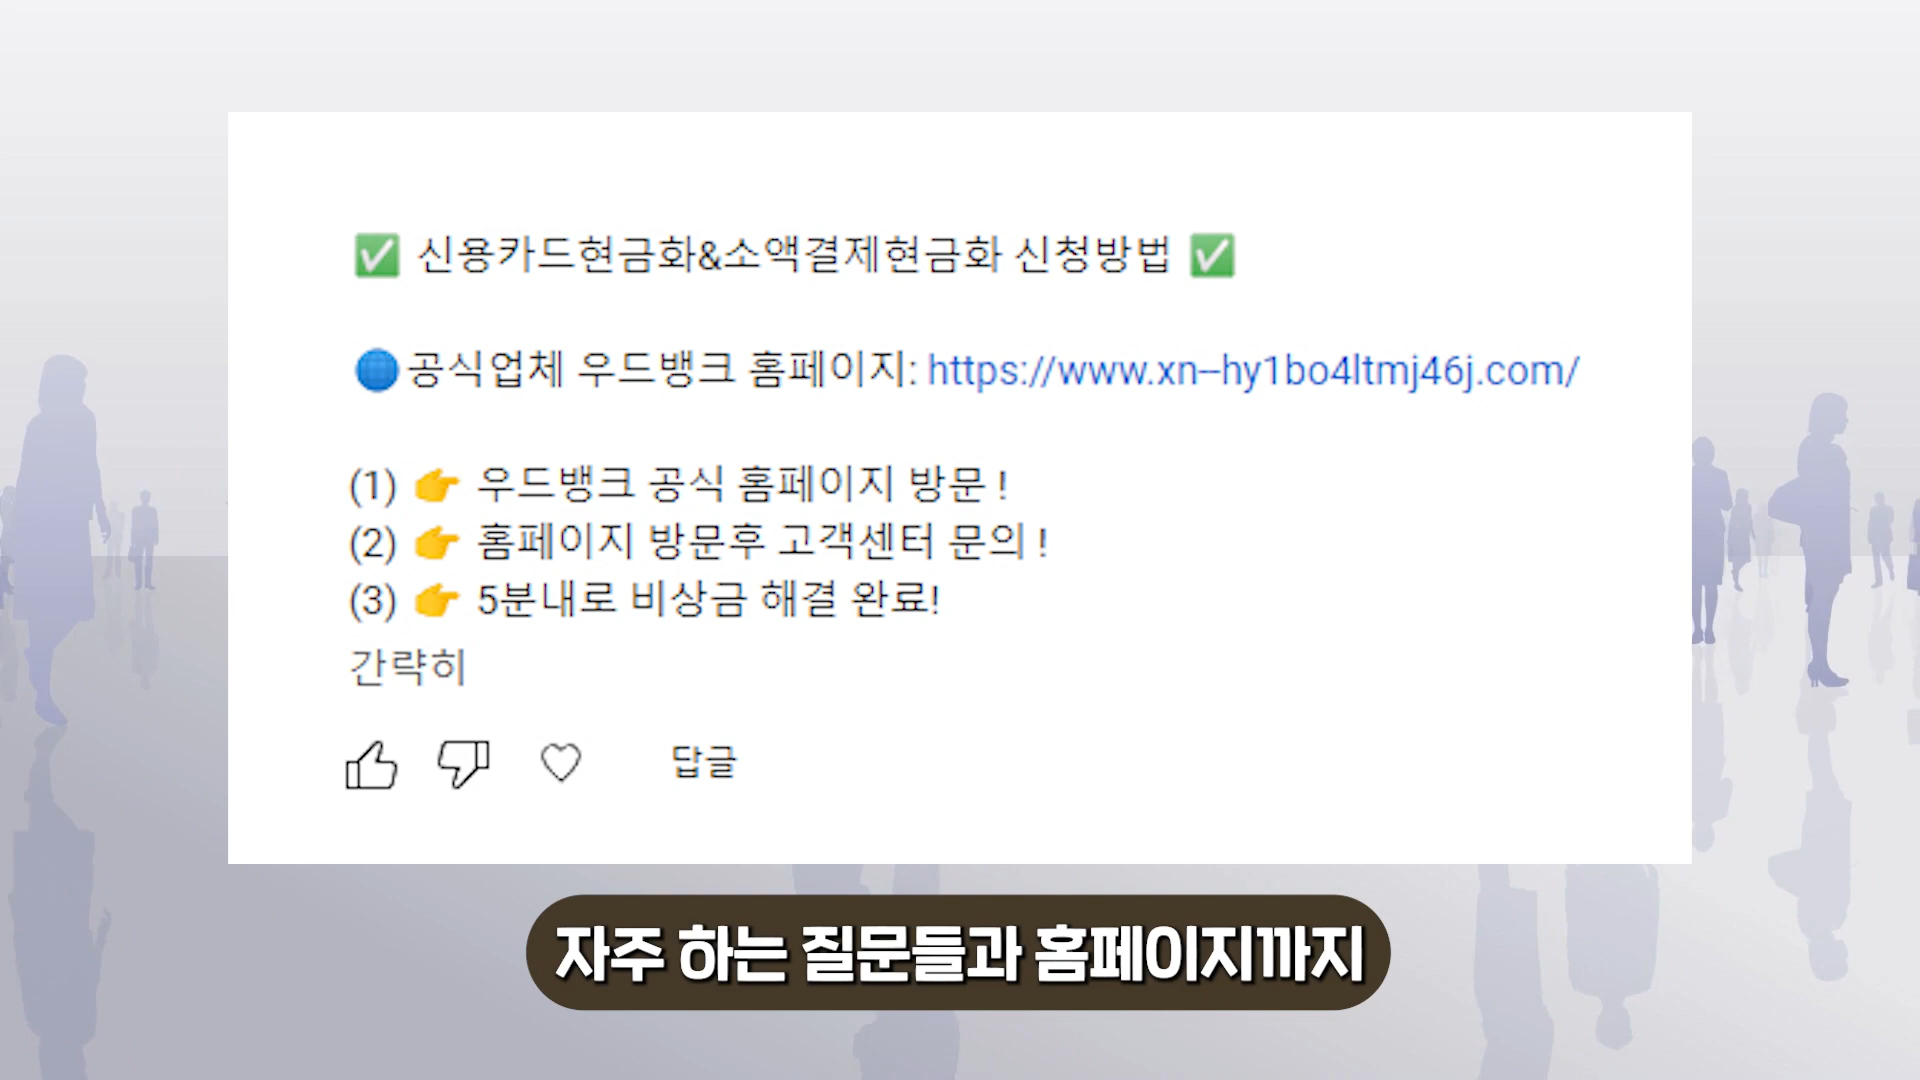 ✅ 신용카드현금화&소액결제현금화 신청방법 ✅
🔵공식업체 우드뱅크 홈페이지: https://www.xn--hy1bo4ltmj46j.com/
(1) 👉 우드뱅크 공식 홈페이지 방문 !
(2) 👉 홈페이지 방문후 고객센터 문의 !
(3) 👉 5분내로 비상금 해결 완료!
간략히
답글
자주 하는 질문들과 홈페이지까지